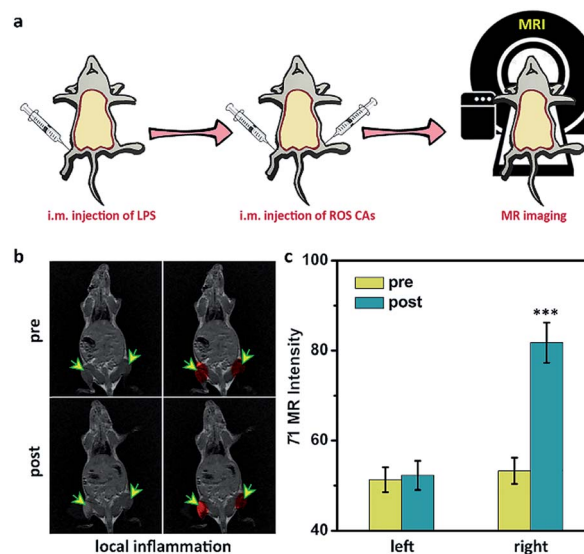 a
MRI
i.m. injection of LPS
i.m. injection of ROS CAs
MR imaging
b
pre
post
local inflammation
c
T1 MR Intensity
100
80
60
40
pre
post
***
left
right